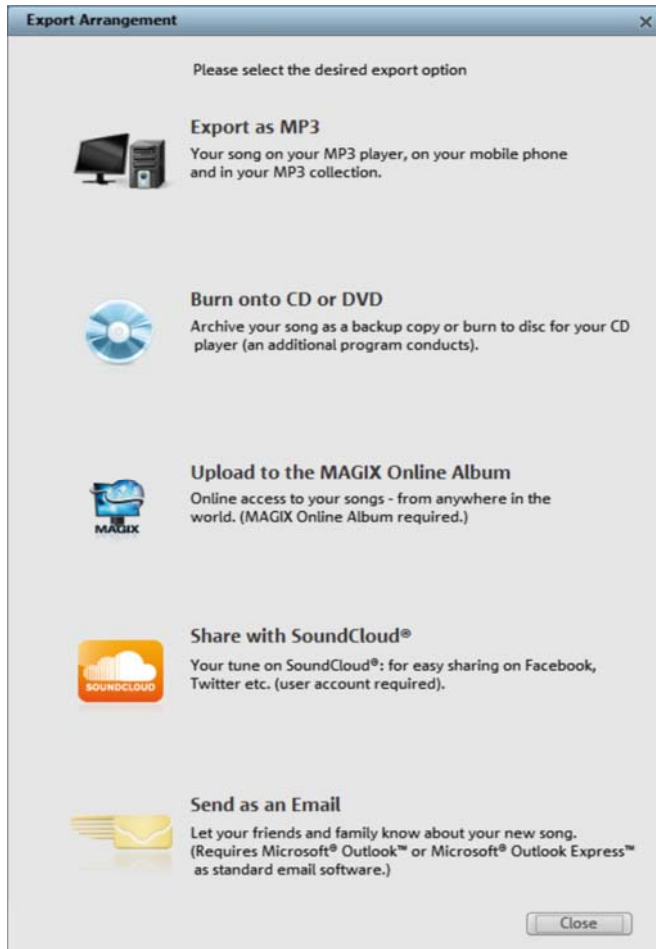 Export Arrangement
Please select the desired export option
Export as MP3
Your song on your MP3 player, on your mobile phone
and in your MP3 collection.
Burn onto CD or DVD
Archive your song as a backup copy or burn to disc for your CD
player (an additional program conducts).
Upload to the MAGIX Online Album
Online access to your songs - from anywhere in the
world. (MAGIX Online Album required.)
MAGIX
Share with SoundCloud®
Your tune on SoundCloud®: for easy sharing on Facebook,
Twitter etc. (user account required).
SOUNDCLOUD
Send as an Email
Let your friends and family know about your new song.
(Requires Microsoft® Outlook™ or Microsoft® Outlook Express™
as standard email software.)
Close